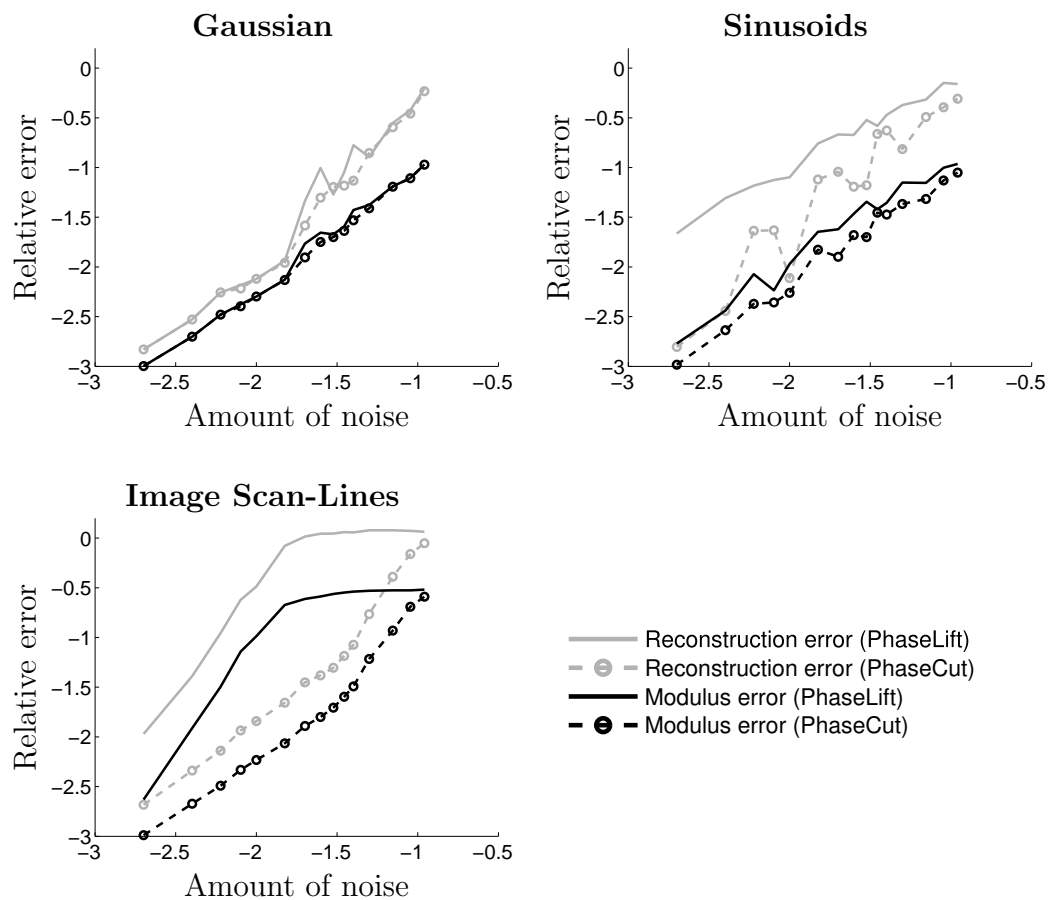 Gaussian
0
−0.5
−1
−1.5
−2
−2.5
−3
−3 −2.5 −2 −1.5 −1 −0.5
Relative error
Amount of noise
Sinusoids
0
−0.5
−1
−1.5
−2
−2.5
−3
−3 −2.5 −2 −1.5 −1 −0.5
Relative error
Amount of noise
Image Scan-Lines
0
−0.5
−1
−1.5
−2
−2.5
−3
−3 −2.5 −2 −1.5 −1 −0.5
Relative error
Amount of noise
Reconstruction error (PhaseLift)
Reconstruction error (PhaseCut)
Modulus error (PhaseLift)
Modulus error (PhaseCut)